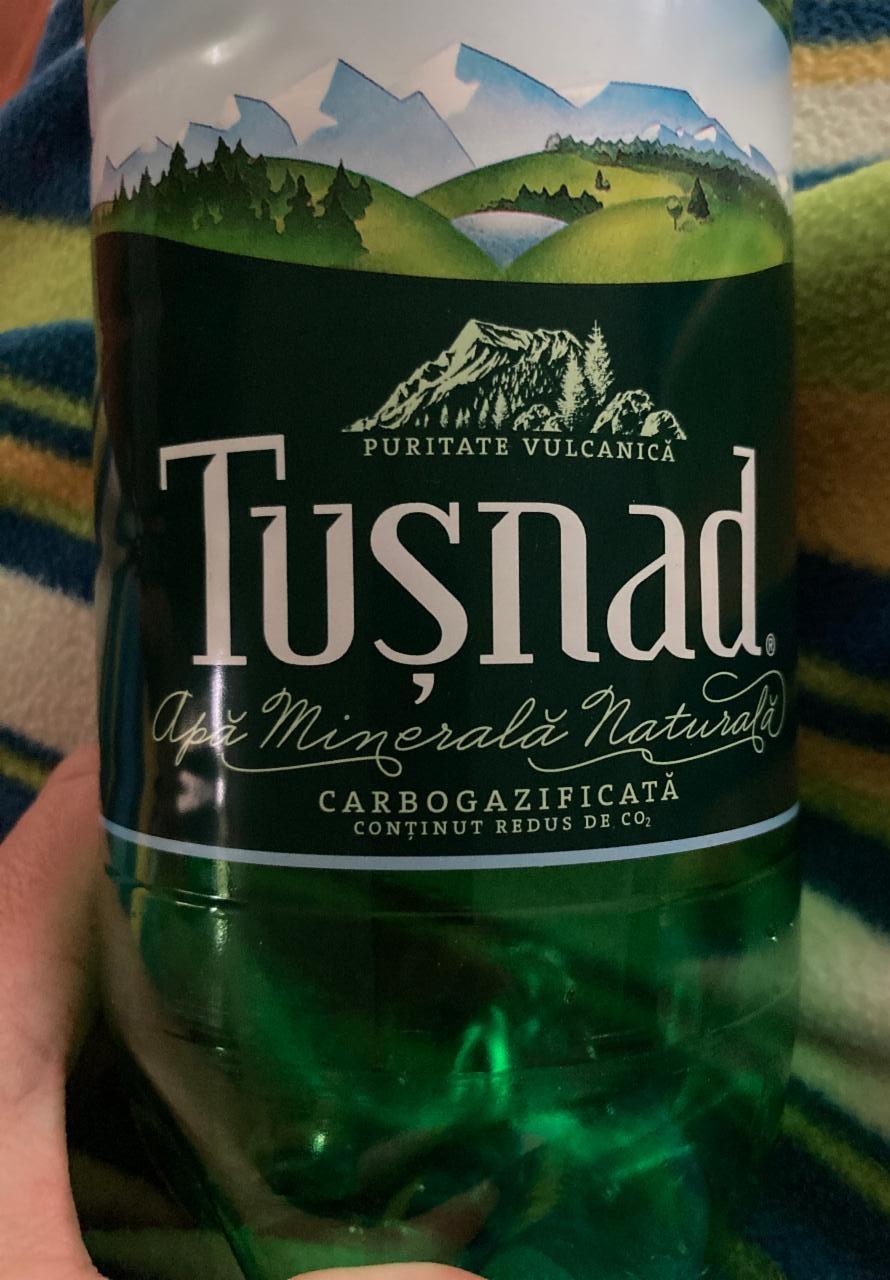 PURITATE VULCANICĂ
Tușnad®
Apă Minerală Naturală
CARBOGAZIFICATĂ
CONȚINUT REDUS DE CO₂